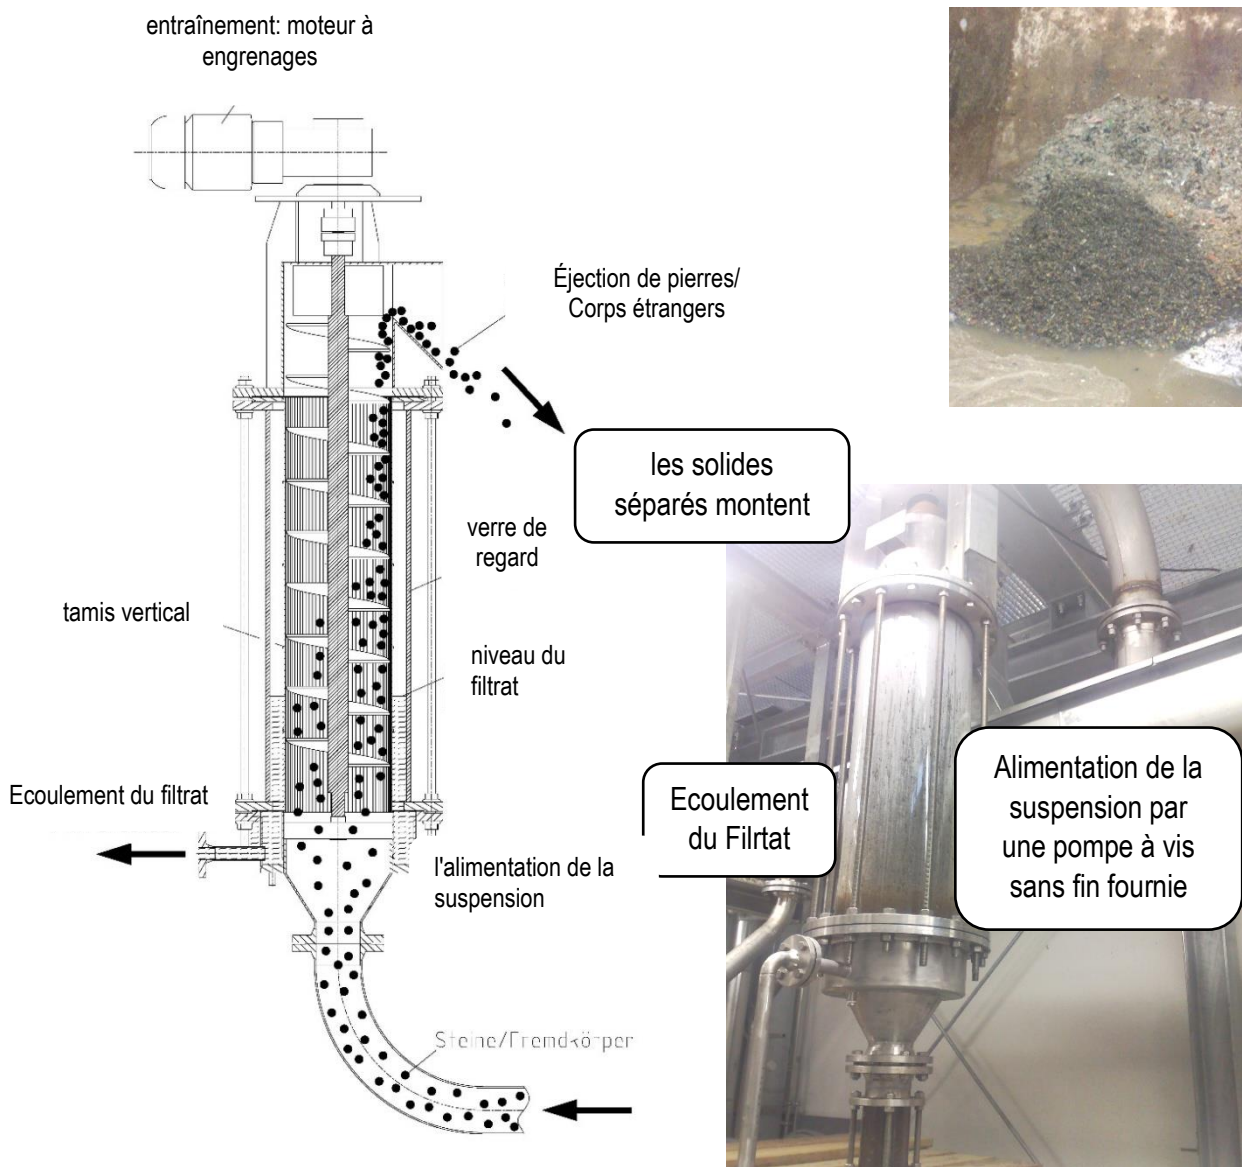 entraînement: moteur à
engrenages
Éjection de pierres/
Corps étrangers
les solides
séparés montent
verre de
regard
tamis vertical
niveau du
filtrat
Ecoulement du filtrat
l'alimentation de la
suspension
Steine/Fremdkörper
Ecoulement
du Filrtat
Alimentation de la
suspension par
une pompe à vis
sans fin fournie